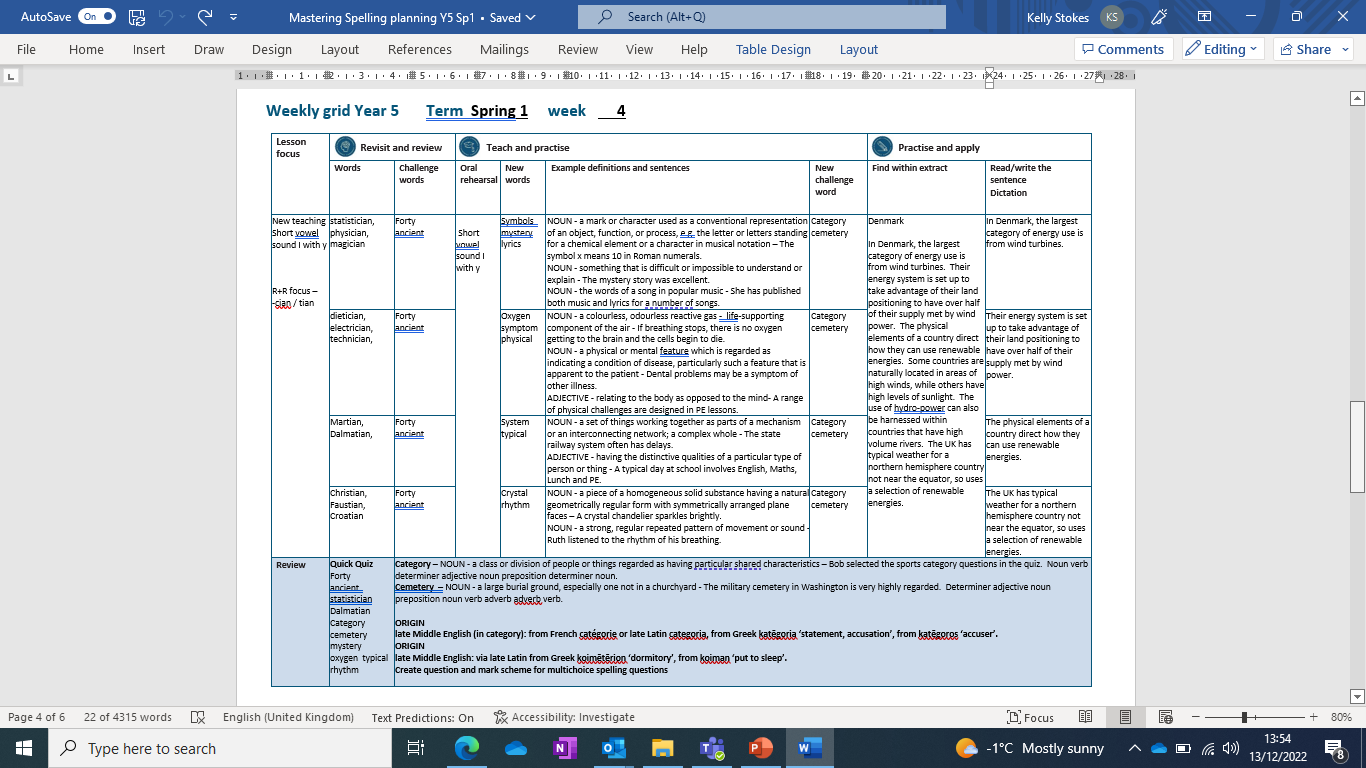 AutoSave On Mastering Spelling planning Y5 Sp1 • Saved Search (Alt+Q) Kelly Stokes KS
File Home Insert Draw Design Layout References Mailings Review View Help Table Design Layout Comments Editing Share
1 1 2 3 4 5 6 7 8 9 10 11 12 13 14 15 16 17 18 19 20 21 22 23 24 25 26 27 28
Weekly grid Year 5 Term Spring 1 week 4
Lesson
focus
Revisit and review
Teach and practise
Practise and apply
Words
Challenge
words
Oral
rehearsal
New
words
Example definitions and sentences
New
challenge
word
Find within extract
Read/write the
sentence
Dictation
New teaching
Short vowel
sound I with y
R+R focus –
-cian / tian
statistician,
physician,
magician
Forty
ancient
Short
vowel
sound I
with y
Symbols
mystery
lyrics
NOUN - a mark or character used as a conventional representation
of an object, function, or process, e.g. the letter or letters standing
for a chemical element or a character in musical notation – The
symbol x means 10 in Roman numerals.
NOUN - something that is difficult or impossible to understand or
explain - The mystery story was excellent.
NOUN - the words of a song in popular music - She has published
both music and lyrics for a number of songs.
Category
cemetery
Denmark
In Denmark, the largest
category of energy use is
from wind turbines. Their
energy system is set up to
take advantage of their land
positioning to have over half
of their supply met by wind
power. The physical
elements of a country direct
how they can use renewable
energies. Some countries are
naturally located in areas of
high winds, while others have
high levels of sunlight. The
use of hydro-power can also
be harnessed within
countries that have high
volume rivers. The UK has
typical weather for a
northern hemisphere country
not near the equator, so uses
a selection of renewable
energies.
In Denmark, the largest
category of energy use is
from wind turbines.
dietician,
electrician,
technician,
Forty
ancient
Oxygen
symptom
physical
NOUN - a colourless, odourless reactive gas - life-supporting
component of the air - If breathing stops, there is no oxygen
getting to the brain and the cells begin to die.
NOUN - a physical or mental feature which is regarded as
indicating a condition of disease, particularly such a feature that is
apparent to the patient - Dental problems may be a symptom of
other illness.
ADJECTIVE - relating to the body as opposed to the mind- A range
of physical challenges are designed in PE lessons.
Category
cemetery
Their energy system is set
up to take advantage of
their land positioning to
have over half of their
supply met by wind
power.
Martian,
Dalmatian,
Forty
ancient
System
typical
NOUN - a set of things working together as parts of a mechanism
or an interconnecting network; a complex whole - The state
railway system often has delays.
ADJECTIVE - having the distinctive qualities of a particular type of
person or thing - A typical day at school involves English, Maths,
Lunch and PE.
Category
cemetery
The physical elements of a
country direct how they
can use renewable
energies.
Christian,
Faustian,
Croatian
Forty
ancient
Crystal
rhythm
NOUN - a piece of a homogeneous solid substance having a natural
geometrically regular form with symmetrically arranged plane
faces – A crystal chandelier sparkles brightly.
NOUN - a strong, regular repeated pattern of movement or sound -
Ruth listened to the rhythm of his breathing.
Category
cemetery
The UK has typical
weather for a northern
hemisphere country not
near the equator, so uses
a selection of renewable
energies.
Review
Quick Quiz
Forty
ancient
statistician
Dalmatian
Category
cemetery
mystery
oxygen typical
rhythm
Category – NOUN - a class or division of people or things regarded as having particular shared characteristics – Bob selected the sports category questions in the quiz. Noun verb
determiner adjective noun preposition determiner noun.
Cemetery – NOUN - a large burial ground, especially one not in a churchyard - The military cemetery in Washington is very highly regarded. Determiner adjective noun
preposition noun verb adverb adverb verb.
ORIGIN
late Middle English (in category): from French catégorie or late Latin categoria, from Greek katēgoria ‘statement, accusation’, from katēgoros ‘accuser’.
ORIGIN
late Middle English: via late Latin from Greek koimētērion ‘dormitory’, from koiman ‘put to sleep’.
Create question and mark scheme for multichoice spelling questions
Page 4 of 6 22 of 4315 words English (United Kingdom) Text Predictions: On Accessibility: Investigate Focus 80%
Type here to search -1°C Mostly sunny 13:54
13/12/2022 8